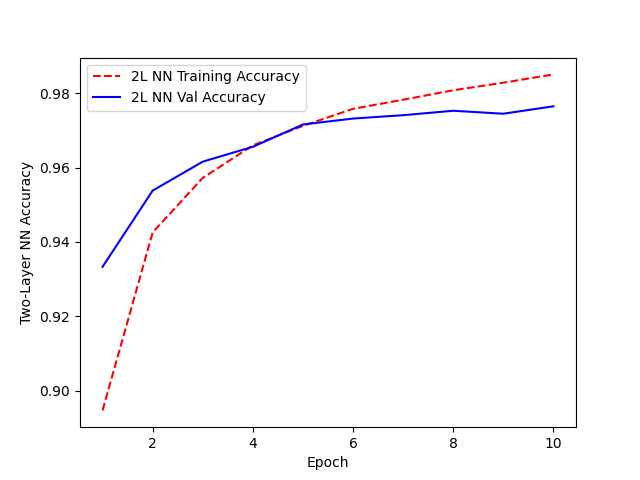 2L NN Training Accuracy
2L NN Val Accuracy
0.98
0.96
0.94
0.92
0.90
Two-Layer NN Accuracy
2 4 6 8 10
Epoch